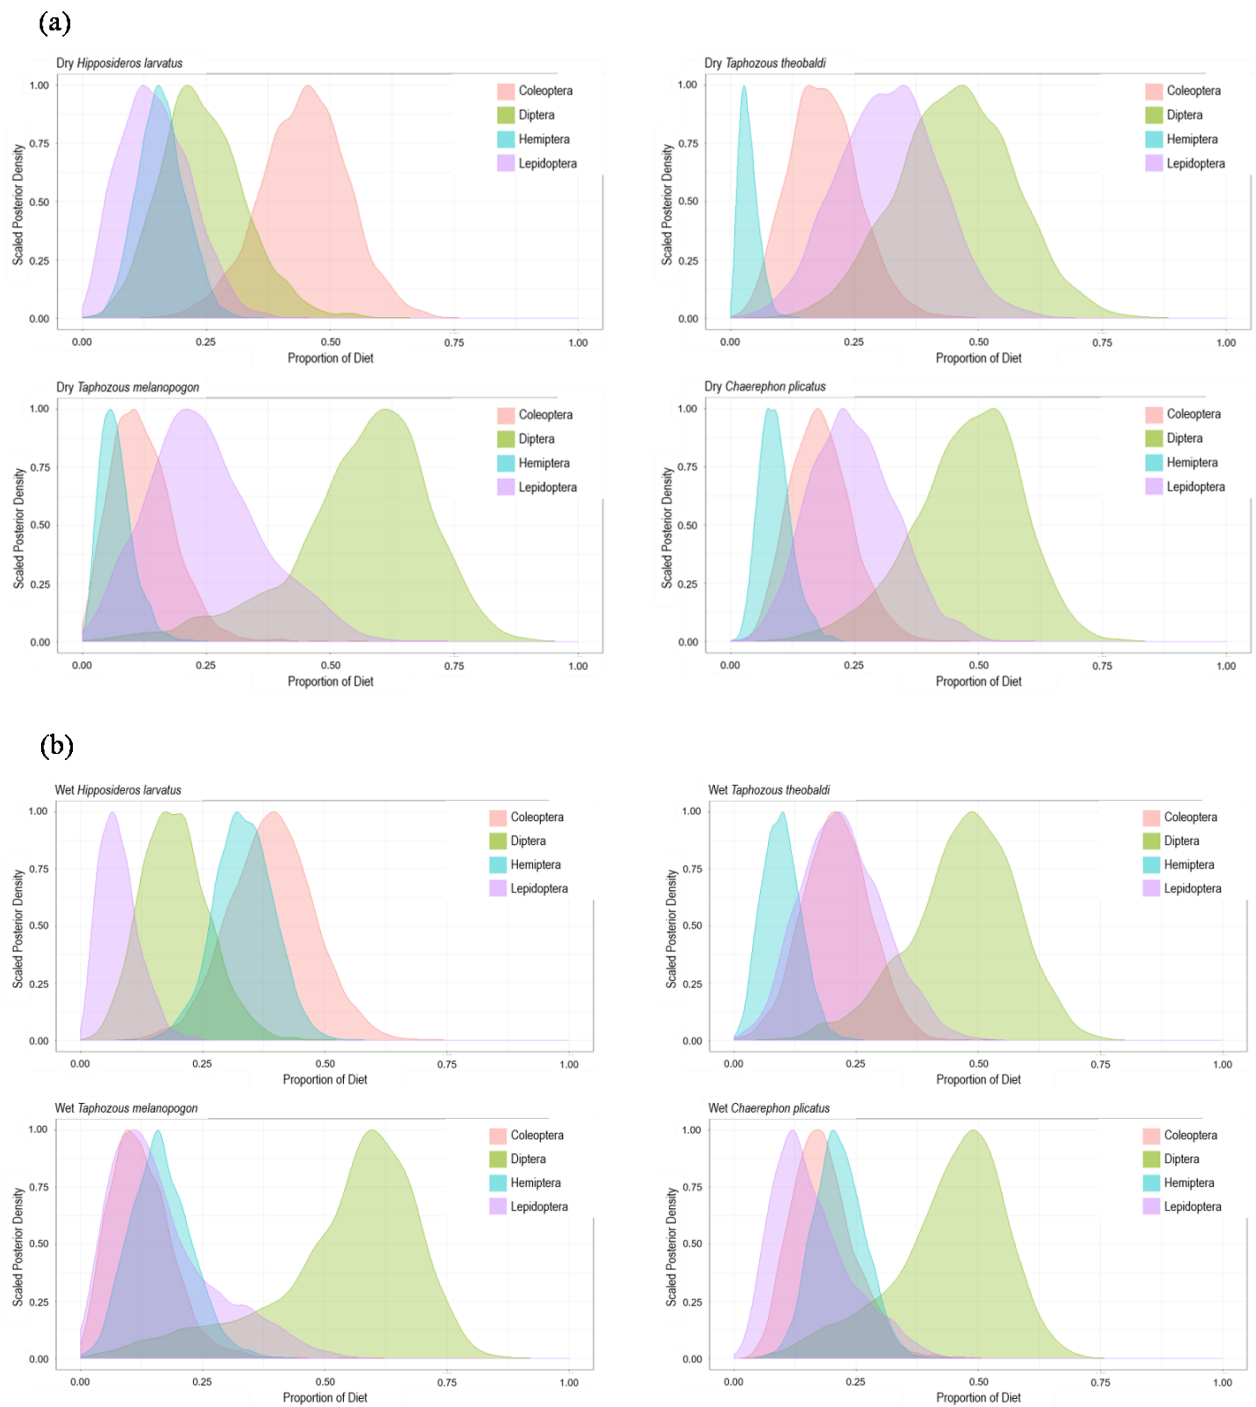 (a)
Dry Hipposideros larvatus
Coleoptera
Diptera
Hemiptera
Lepidoptera
1.00
0.75
0.50
0.25
0.00
Scaled Posterior Density
0.00 0.25 0.50 0.75 1.00
Proportion of Diet
Dry Taphozous theobaldi
Coleoptera
Diptera
Hemiptera
Lepidoptera
1.00
0.75
0.50
0.25
0.00
Scaled Posterior Density
0.00 0.25 0.50 0.75 1.00
Proportion of Diet
Dry Taphozous melanopogon
Coleoptera
Diptera
Hemiptera
Lepidoptera
1.00
0.75
0.50
0.25
0.00
Scaled Posterior Density
0.00 0.25 0.50 0.75 1.00
Proportion of Diet
Dry Chaerephon plicatus
Coleoptera
Diptera
Hemiptera
Lepidoptera
1.00
0.75
0.50
0.25
0.00
Scaled Posterior Density
0.00 0.25 0.50 0.75 1.00
Proportion of Diet
(b)
Wet Hipposideros larvatus
Coleoptera
Diptera
Hemiptera
Lepidoptera
1.00
0.75
0.50
0.25
0.00
Scaled Posterior Density
0.00 0.25 0.50 0.75 1.00
Proportion of Diet
Wet Taphozous theobaldi
Coleoptera
Diptera
Hemiptera
Lepidoptera
1.00
0.75
0.50
0.25
0.00
Scaled Posterior Density
0.00 0.25 0.50 0.75 1.00
Proportion of Diet
Wet Taphozous melanopogon
Coleoptera
Diptera
Hemiptera
Lepidoptera
1.00
0.75
0.50
0.25
0.00
Scaled Posterior Density
0.00 0.25 0.50 0.75 1.00
Proportion of Diet
Wet Chaerephon plicatus
Coleoptera
Diptera
Hemiptera
Lepidoptera
1.00
0.75
0.50
0.25
0.00
Scaled Posterior Density
0.00 0.25 0.50 0.75 1.00
Proportion of Diet